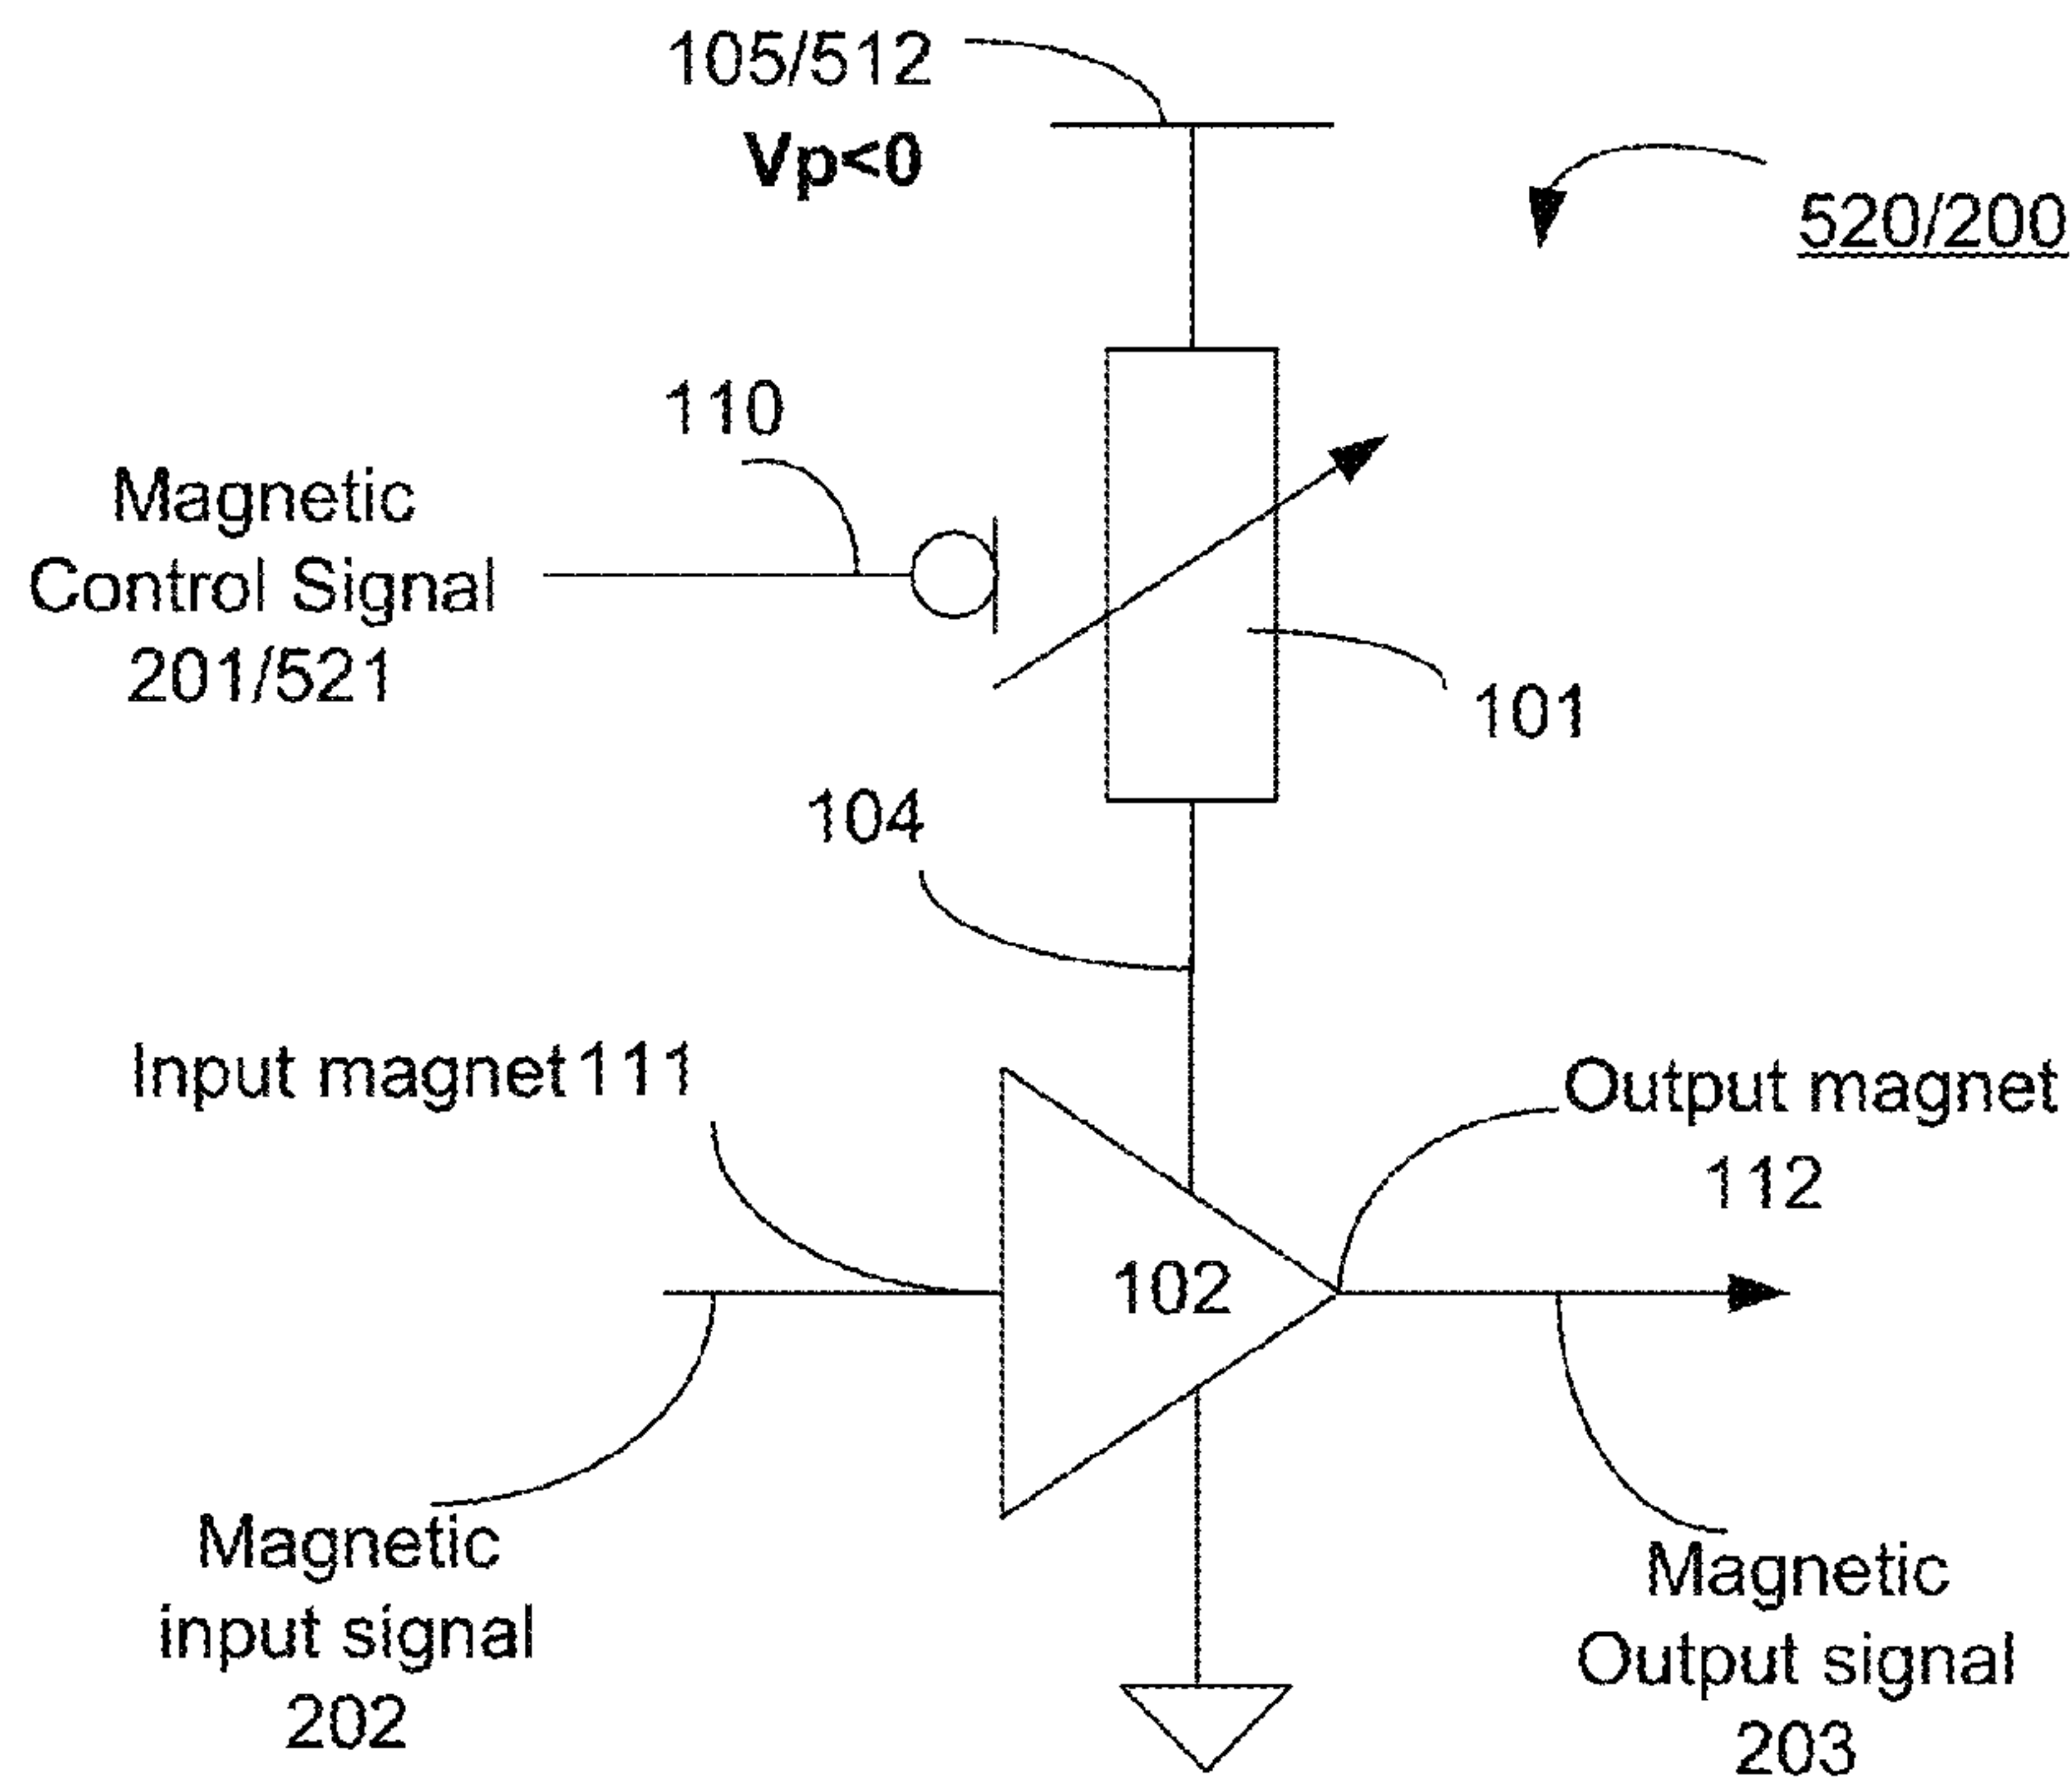 105/512
Vp<0
520/200
110
Magnetic
Control Signal
201/521
101
104
Input magnet 111
Output magnet
112
102
Magnetic
input signal
202
Magnetic
Output signal
203